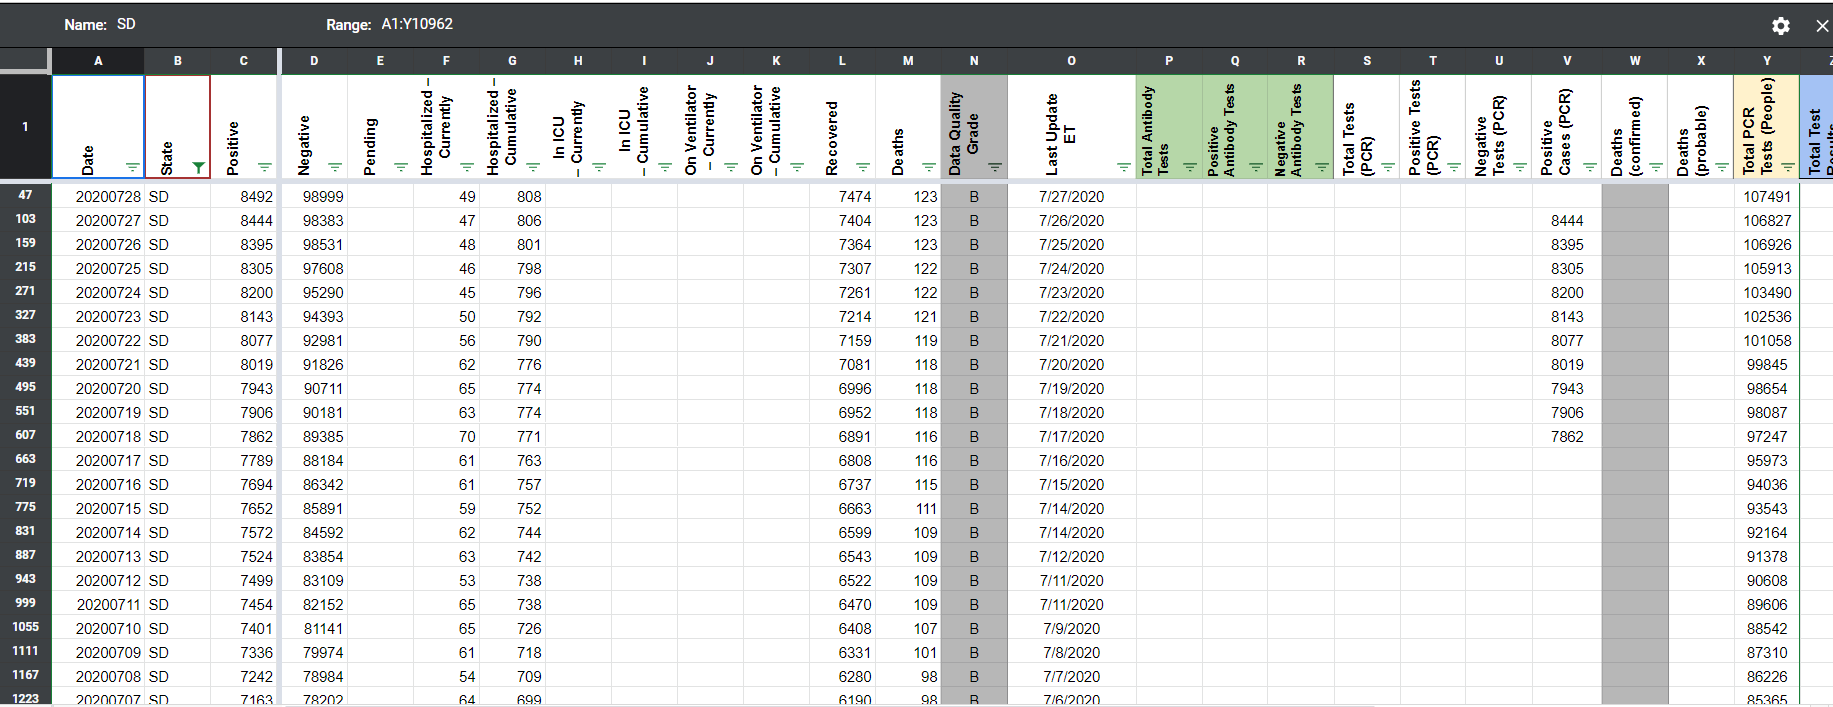 Name: SD Range: A1:Y10962
A B C D E F G H I J K L M N O P Q R S T U V W X Y
1 Date State Positive Negative Pending Hospitalized – Currently Hospitalized – Cumulative In ICU – Currently In ICU – Cumulative On Ventilator – Currently On Ventilator – Cumulative Recovered Deaths Data Quality Grade Last Update ET Total Antibody Tests Positive Antibody Tests Negative Antibody Tests Total Tests (PCR) Positive Tests (PCR) Negative Tests (PCR) Positive Cases (PCR) Deaths (confirmed) Deaths (probable) Total PCR Tests (People) Total Test
47 20200728 SD 8492 98999 49 808 7474 123 B 7/27/2020 107491
103 20200727 SD 8444 98383 47 806 7404 123 B 7/26/2020 8444 106827
159 20200726 SD 8395 98531 48 801 7364 123 B 7/25/2020 8395 106926
215 20200725 SD 8305 97608 46 798 7307 122 B 7/24/2020 8305 105913
271 20200724 SD 8200 95290 45 796 7261 122 B 7/23/2020 8200 103490
327 20200723 SD 8143 94393 50 792 7214 121 B 7/22/2020 8143 102536
383 20200722 SD 8077 92981 56 790 7159 119 B 7/21/2020 8077 101058
439 20200721 SD 8019 91826 62 776 7081 118 B 7/20/2020 8019 99845
495 20200720 SD 7943 90711 65 774 6996 118 B 7/19/2020 7943 98654
551 20200719 SD 7906 90181 63 774 6952 118 B 7/18/2020 7906 98087
607 20200718 SD 7862 89385 70 771 6891 116 B 7/17/2020 7862 97247
663 20200717 SD 7789 88184 61 763 6808 116 B 7/16/2020 95973
719 20200716 SD 7694 86342 61 757 6737 115 B 7/15/2020 94036
775 20200715 SD 7652 85891 59 752 6663 111 B 7/14/2020 93543
831 20200714 SD 7572 84592 62 744 6599 109 B 7/14/2020 92164
887 20200713 SD 7524 83854 63 742 6543 109 B 7/12/2020 91378
943 20200712 SD 7499 83109 53 738 6522 109 B 7/11/2020 90608
999 20200711 SD 7454 82152 65 738 6470 109 B 7/11/2020 89606
1055 20200710 SD 7401 81141 65 726 6408 107 B 7/9/2020 88542
1111 20200709 SD 7336 79974 61 718 6331 101 B 7/8/2020 87310
1167 20200708 SD 7242 78984 54 709 6280 98 B 7/7/2020 86226
1223 20200707 SD 7163 78202 64 699 6190 98 B 7/6/2020 85365